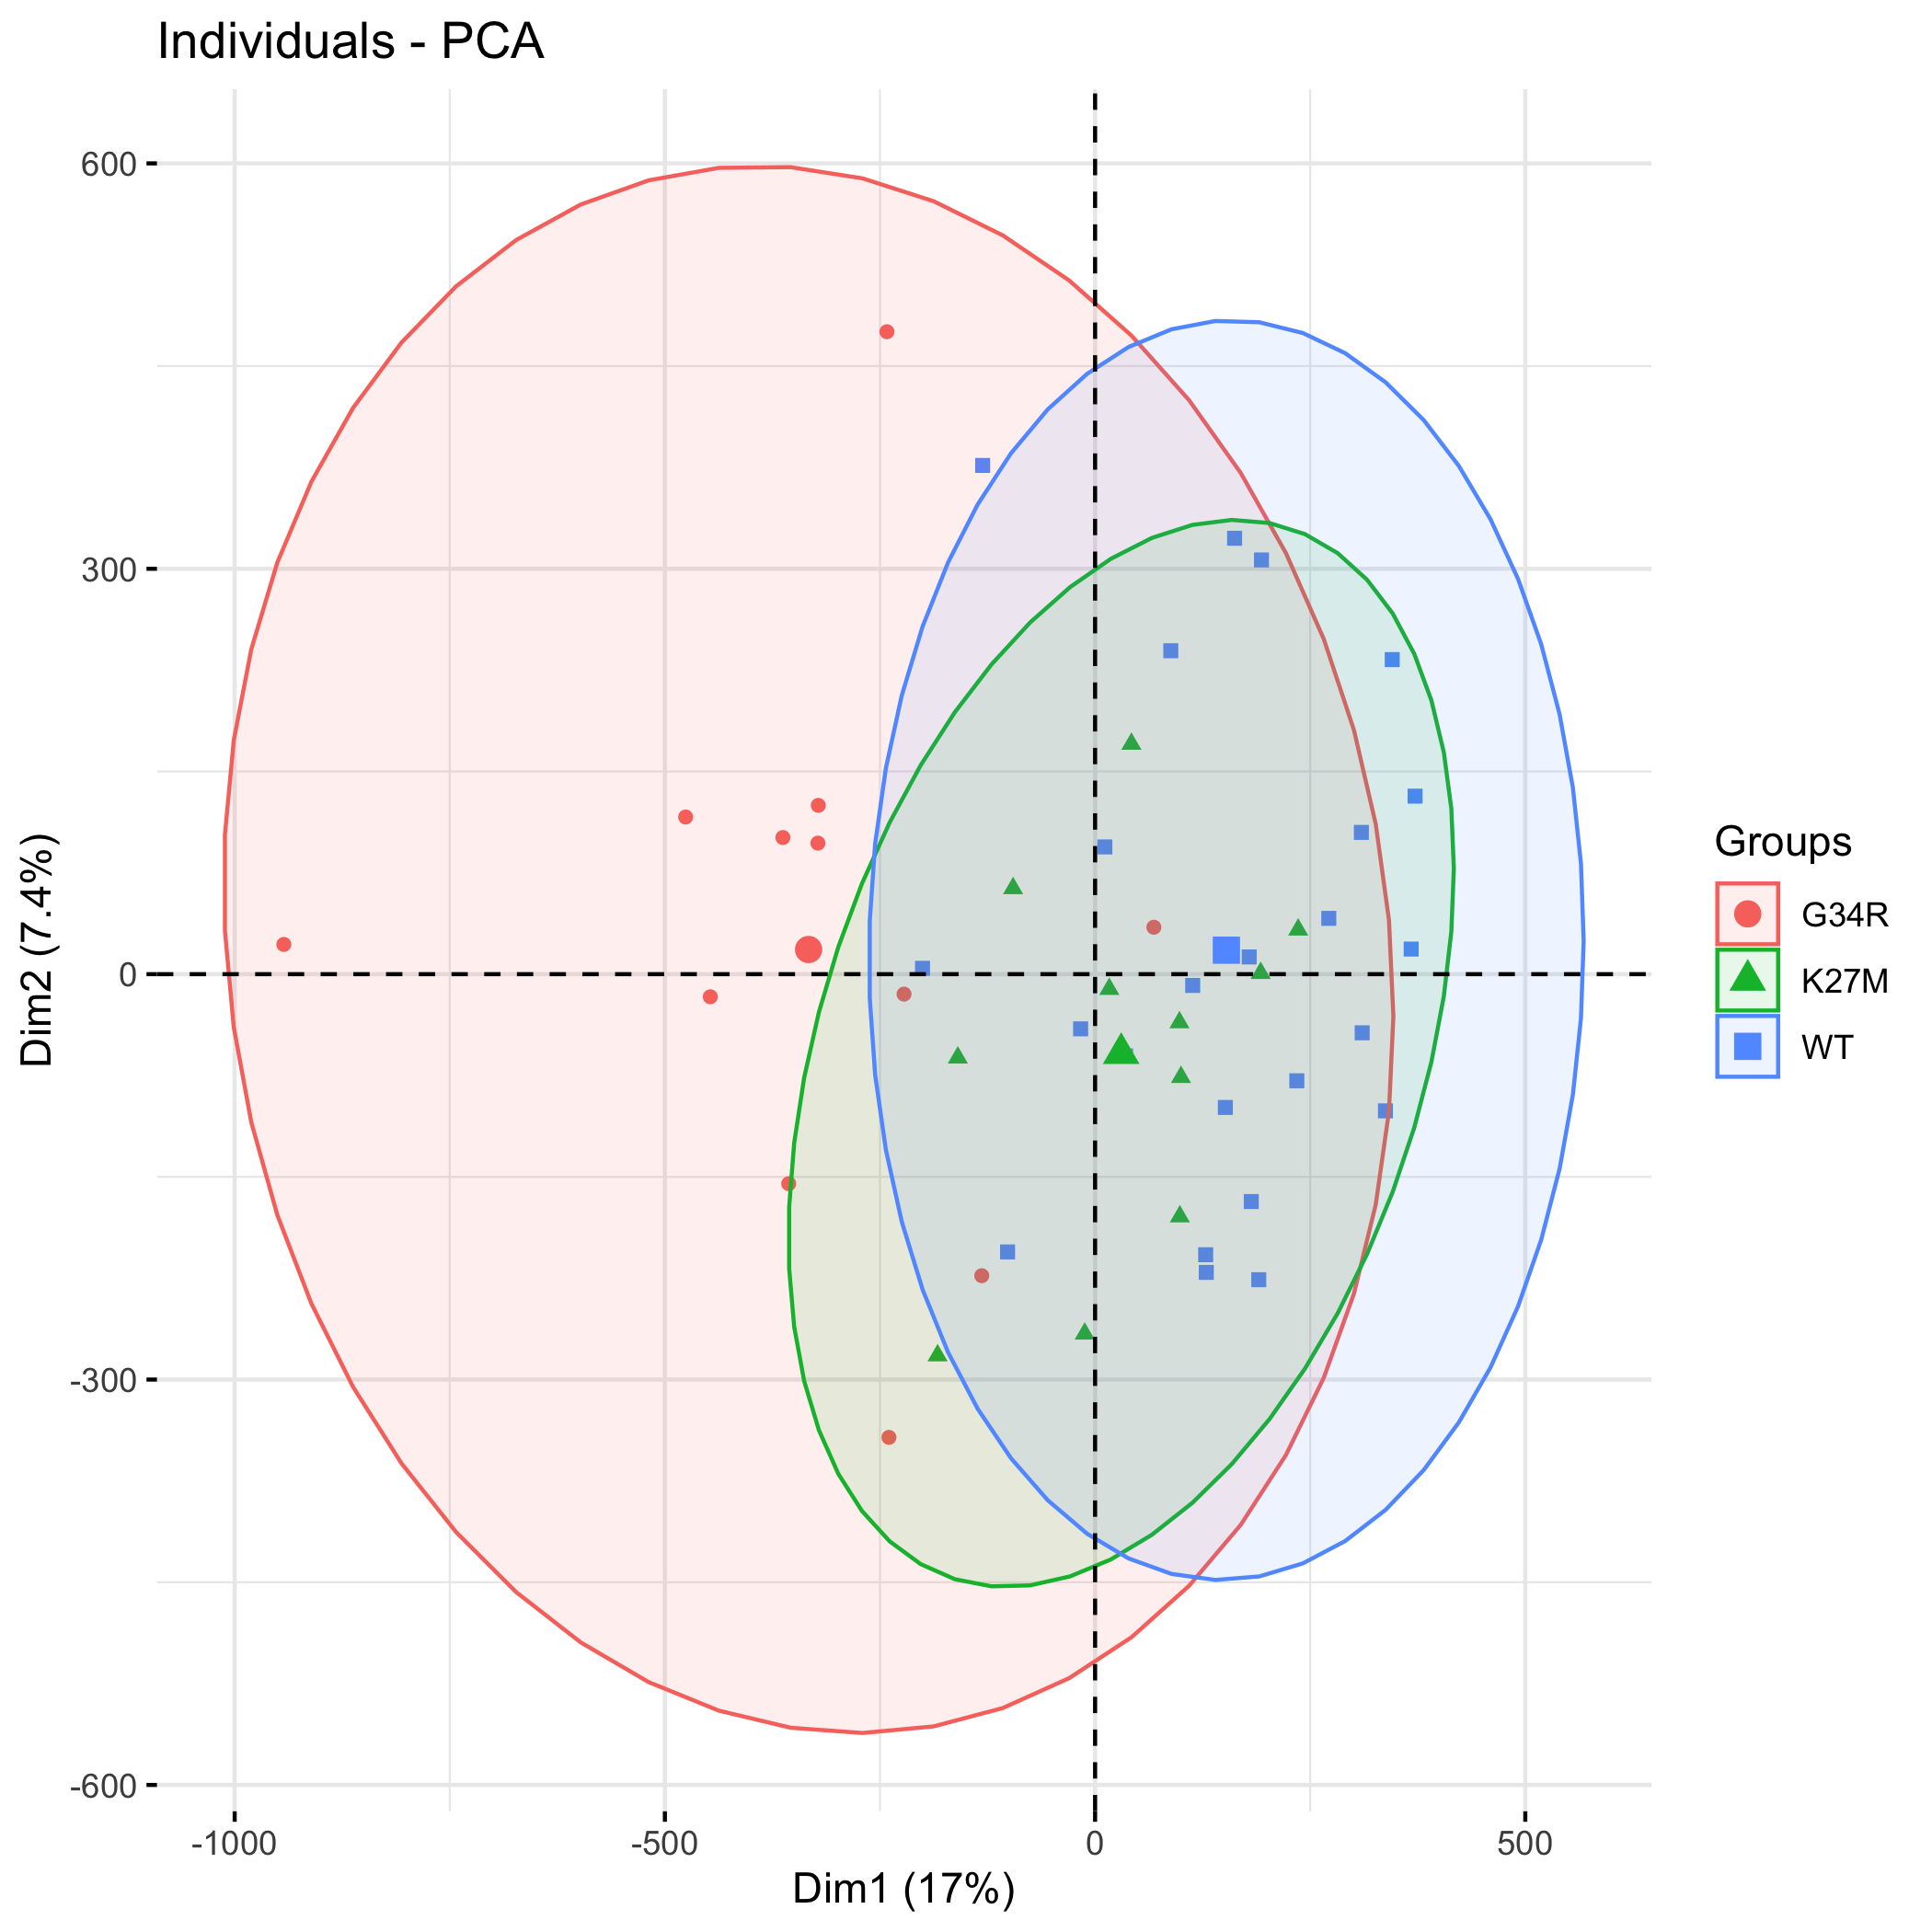 Individuals - PCA
600
300
0
-300
-600
Dim2 (7.4%)
-1000
-500
0
500
Dim1 (17%)
Groups
G34R
K27M
WT